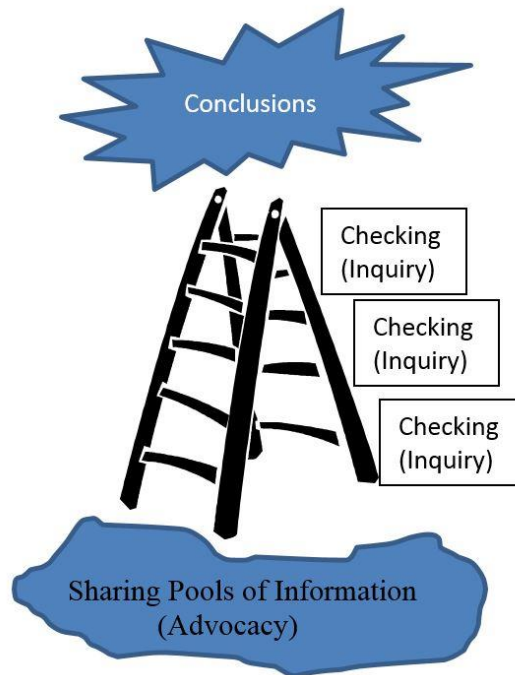 Conclusions
Checking
(Inquiry)
Checking
(Inquiry)
Checking
(Inquiry)
Sharing Pools of Information
(Advocacy)